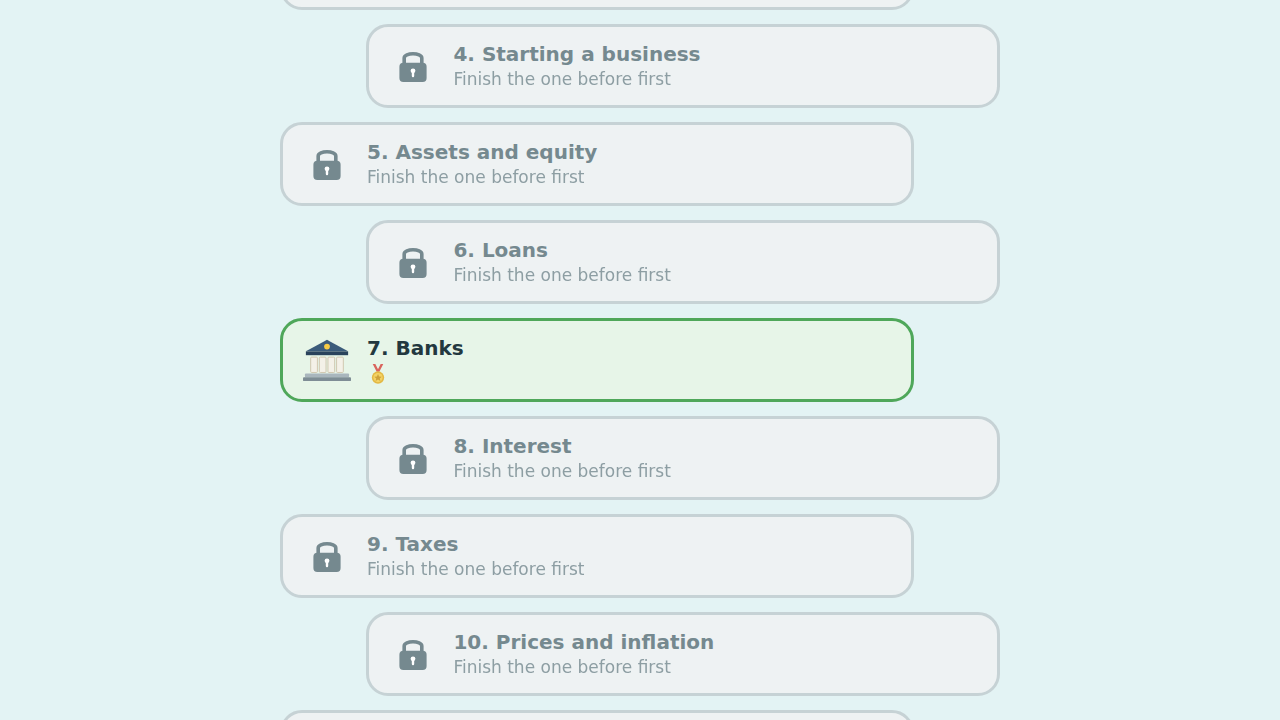 4. Starting a business
Finish the one before first
5. Assets and equity
Finish the one before first
6. Loans
Finish the one before first
7. Banks
8. Interest
Finish the one before first
9. Taxes
Finish the one before first
10. Prices and inflation
Finish the one before first